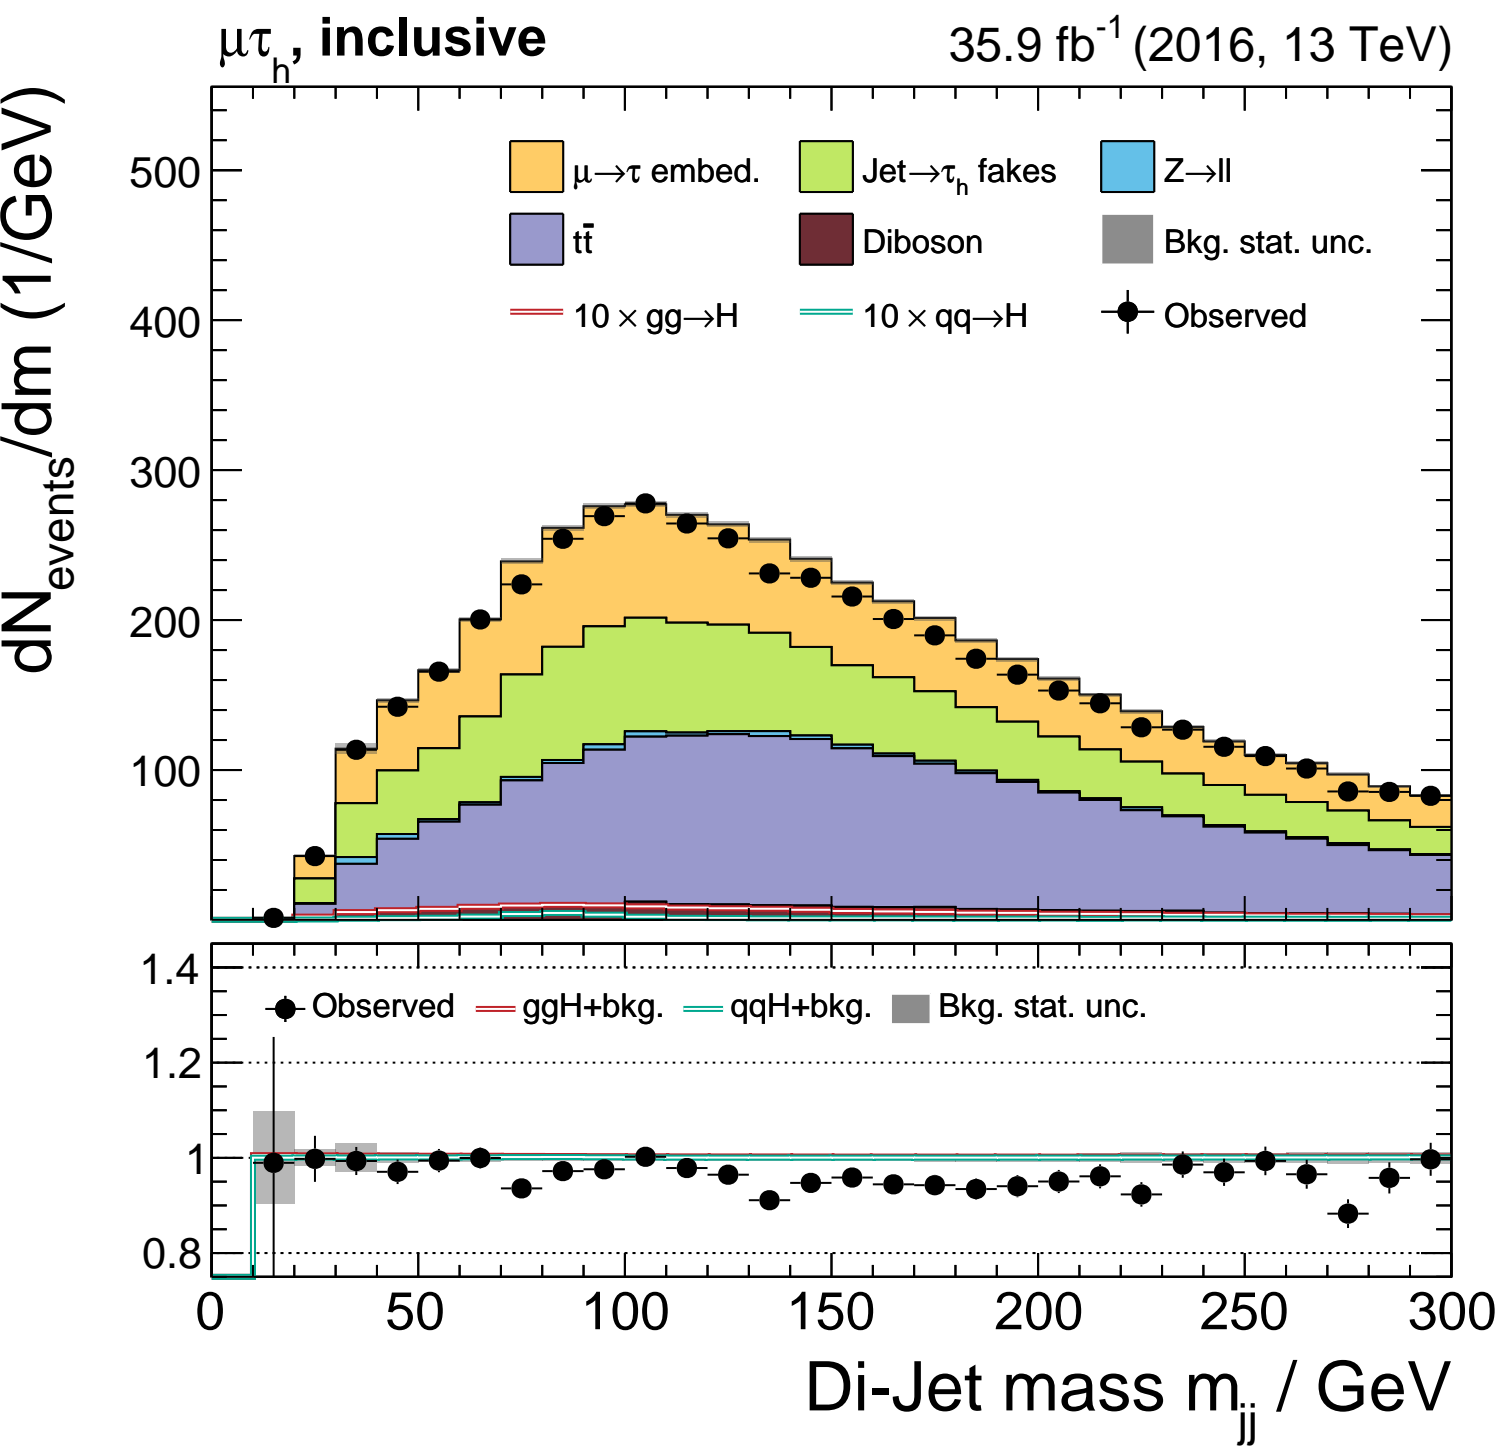 μτh, inclusive 35.9 fb-1 (2016, 13 TeV)
dNevents/dm (1/GeV)
500
400
300
200
100
μ→τ embed. Jet→τh fakes Z→ll
tt̄ Diboson Bkg. stat. unc.
10 × gg→H 10 × qq→H Observed
1.4
1.2
1
0.8
Observed ggH+bkg. qqH+bkg. Bkg. stat. unc.
0 50 100 150 200 250 300
Di-Jet mass mjj / GeV